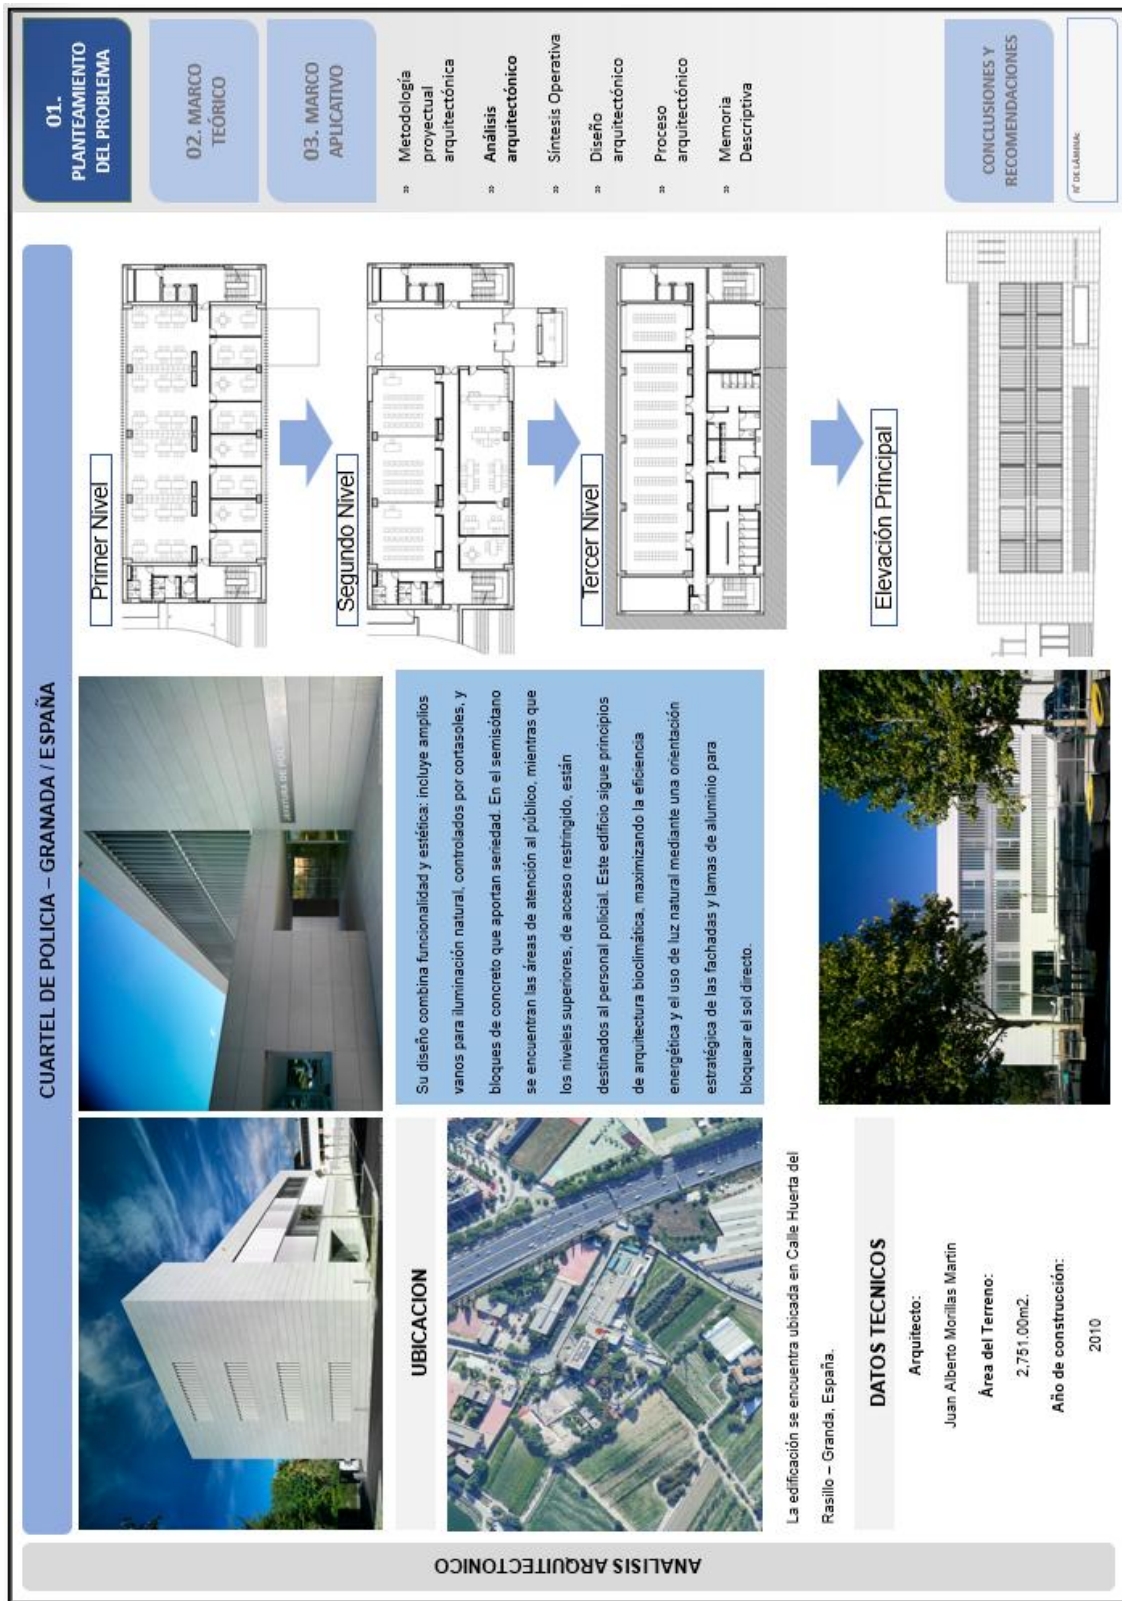 CUARTEL DE POLICIA – GRANADA / ESPAÑA
ANALISIS ARQUITECTONICO
JEFATURA DE POLIC
UBICACION
La edificación se encuentra ubicada en Calle Huerta del
Rasillo – Granda, España.
DATOS TECNICOS
Arquitecto:
Juan Alberto Morillas Martin
Área del Terreno:
2,751.00m2.
Año de construcción:
2010
Su diseño combina funcionalidad y estética: incluye amplios
vanos para iluminación natural, controlados por cortasoles, y
bloques de concreto que aportan seriedad. En el semisótano
se encuentran las áreas de atención al público, mientras que
los niveles superiores, de acceso restringido, están
destinados al personal policial. Este edificio sigue principios
de arquitectura bioclimática, maximizando la eficiencia
energética y el uso de luz natural mediante una orientación
estratégica de las fachadas y lamas de aluminio para
bloquear el sol directo.
Primer Nivel
Segundo Nivel
Tercer Nivel
Elevación Principal
01.
PLANTEAMIENTO
DEL PROBLEMA
02. MARCO
TEÓRICO
03. MARCO
APLICATIVO
» Metodología
proyectual
arquitectónica
» Análisis
arquitectónico
» Síntesis Operativa
» Diseño
arquitectónico
» Proceso
arquitectónico
» Memoria
Descriptiva
CONCLUSIONES Y
RECOMENDACIONES
N° DE LÁMINA: